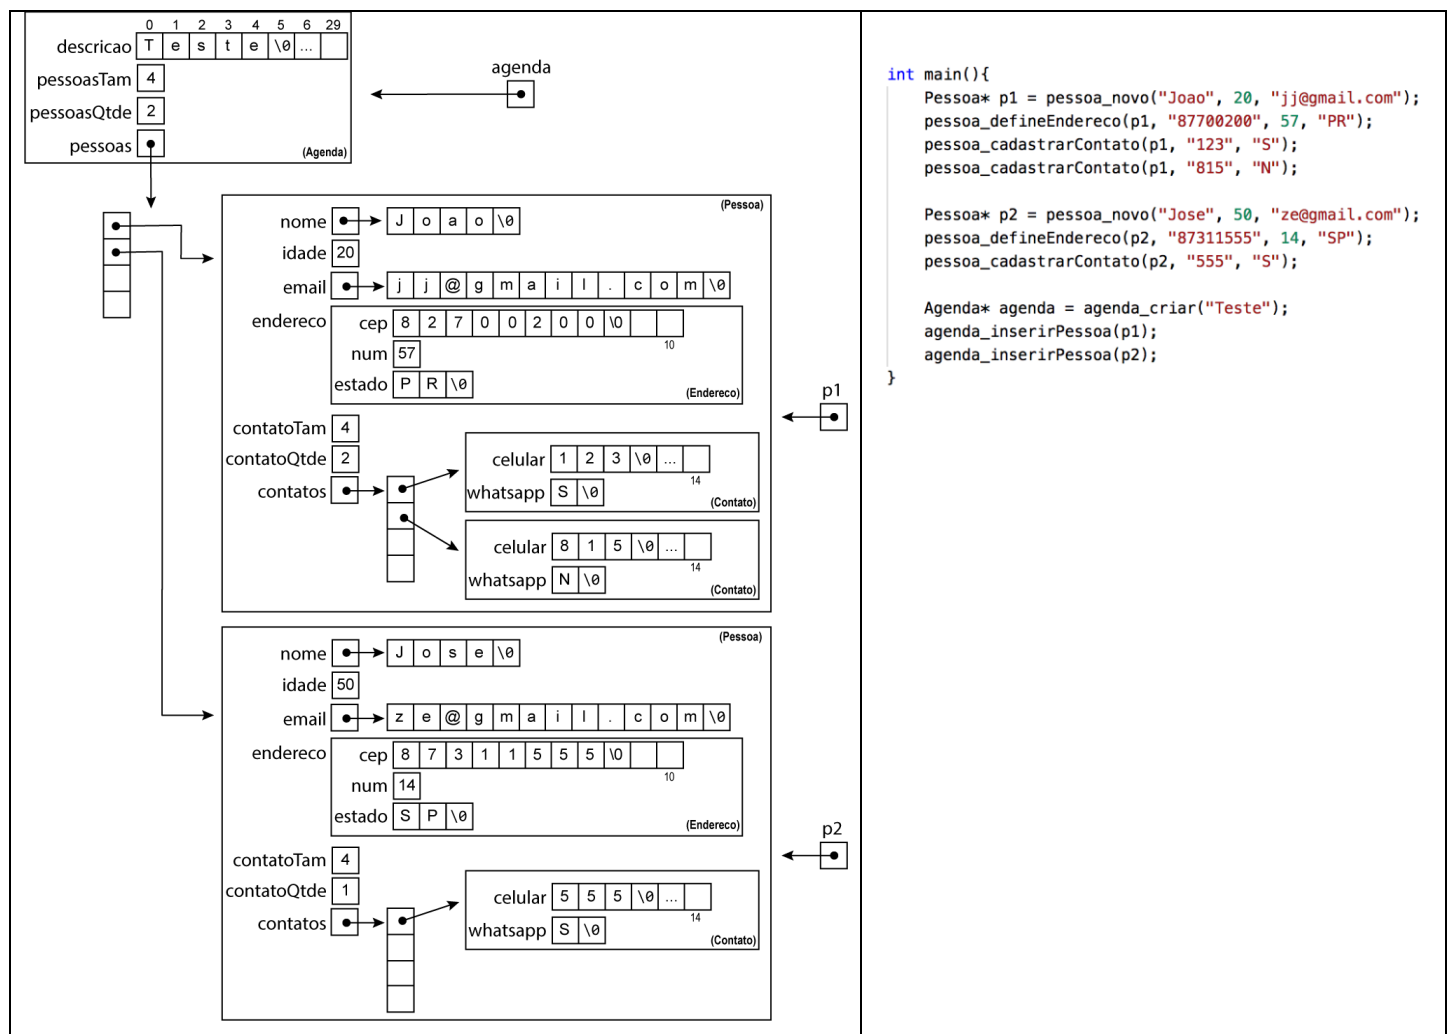 0 1 2 3 4 5 6 29
descricao T e s t e \0 ...
pessoasTam 4
pessoasQtde 2
pessoas
(Agenda)
agenda
(Pessoa)
nome J o a o \0
idade 20
email j j @ g m a i l . c o m \0
endereco
cep 8 2 7 0 0 2 0 0 \0
10
num 57
estado P R \0
(Endereco)
p1
contatoTam 4
contatoQtde 2
contatos
celular 1 2 3 \0 ...
14
whatsapp S \0
(Contato)
celular 8 1 5 \0 ...
14
whatsapp N \0
(Contato)
(Pessoa)
nome J o s e \0
idade 50
email z e @ g m a i l . c o m \0
endereco
cep 8 7 3 1 1 5 5 5 \0
10
num 14
estado S P \0
(Endereco)
p2
contatoTam 4
contatoQtde 1
contatos
celular 5 5 5 \0 ...
14
whatsapp S \0
(Contato)
int main(){
    Pessoa* p1 = pessoa_novo("Joao", 20, "jj@gmail.com");
    pessoa_defineEndereco(p1, "87700200", 57, "PR");
    pessoa_cadastrarContato(p1, "123", "S");
    pessoa_cadastrarContato(p1, "815", "N");

    Pessoa* p2 = pessoa_novo("Jose", 50, "ze@gmail.com");
    pessoa_defineEndereco(p2, "87311555", 14, "SP");
    pessoa_cadastrarContato(p2, "555", "S");

    Agenda* agenda = agenda_criar("Teste");
    agenda_inserirPessoa(p1);
    agenda_inserirPessoa(p2);
}